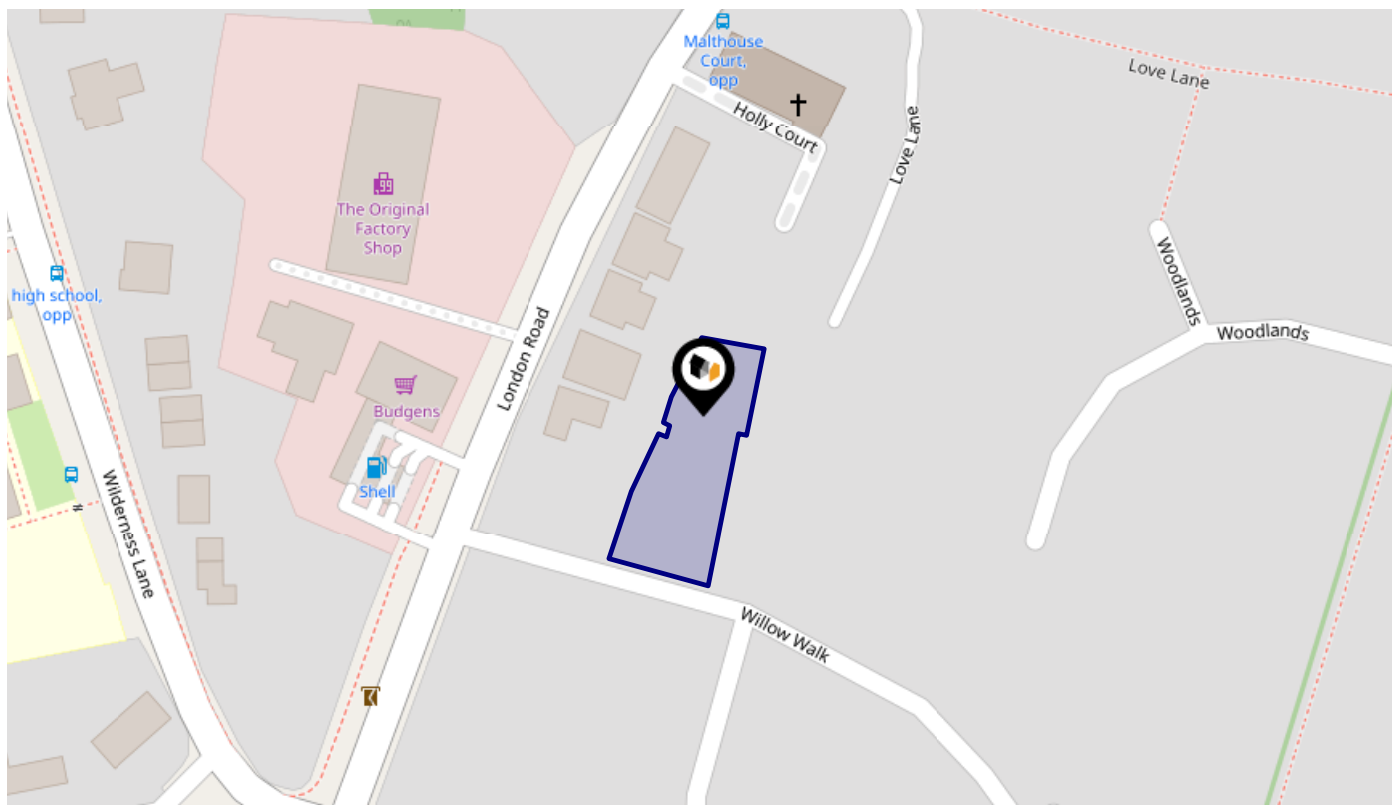 Malthouse
Court,
opp
Love Lane
Holly Court
Love Lane
99
The Original
Factory
Shop
high school,
opp
Woodlands
Woodlands
London Road
Budgens
Shell
Wilderness Lane
Willow Walk